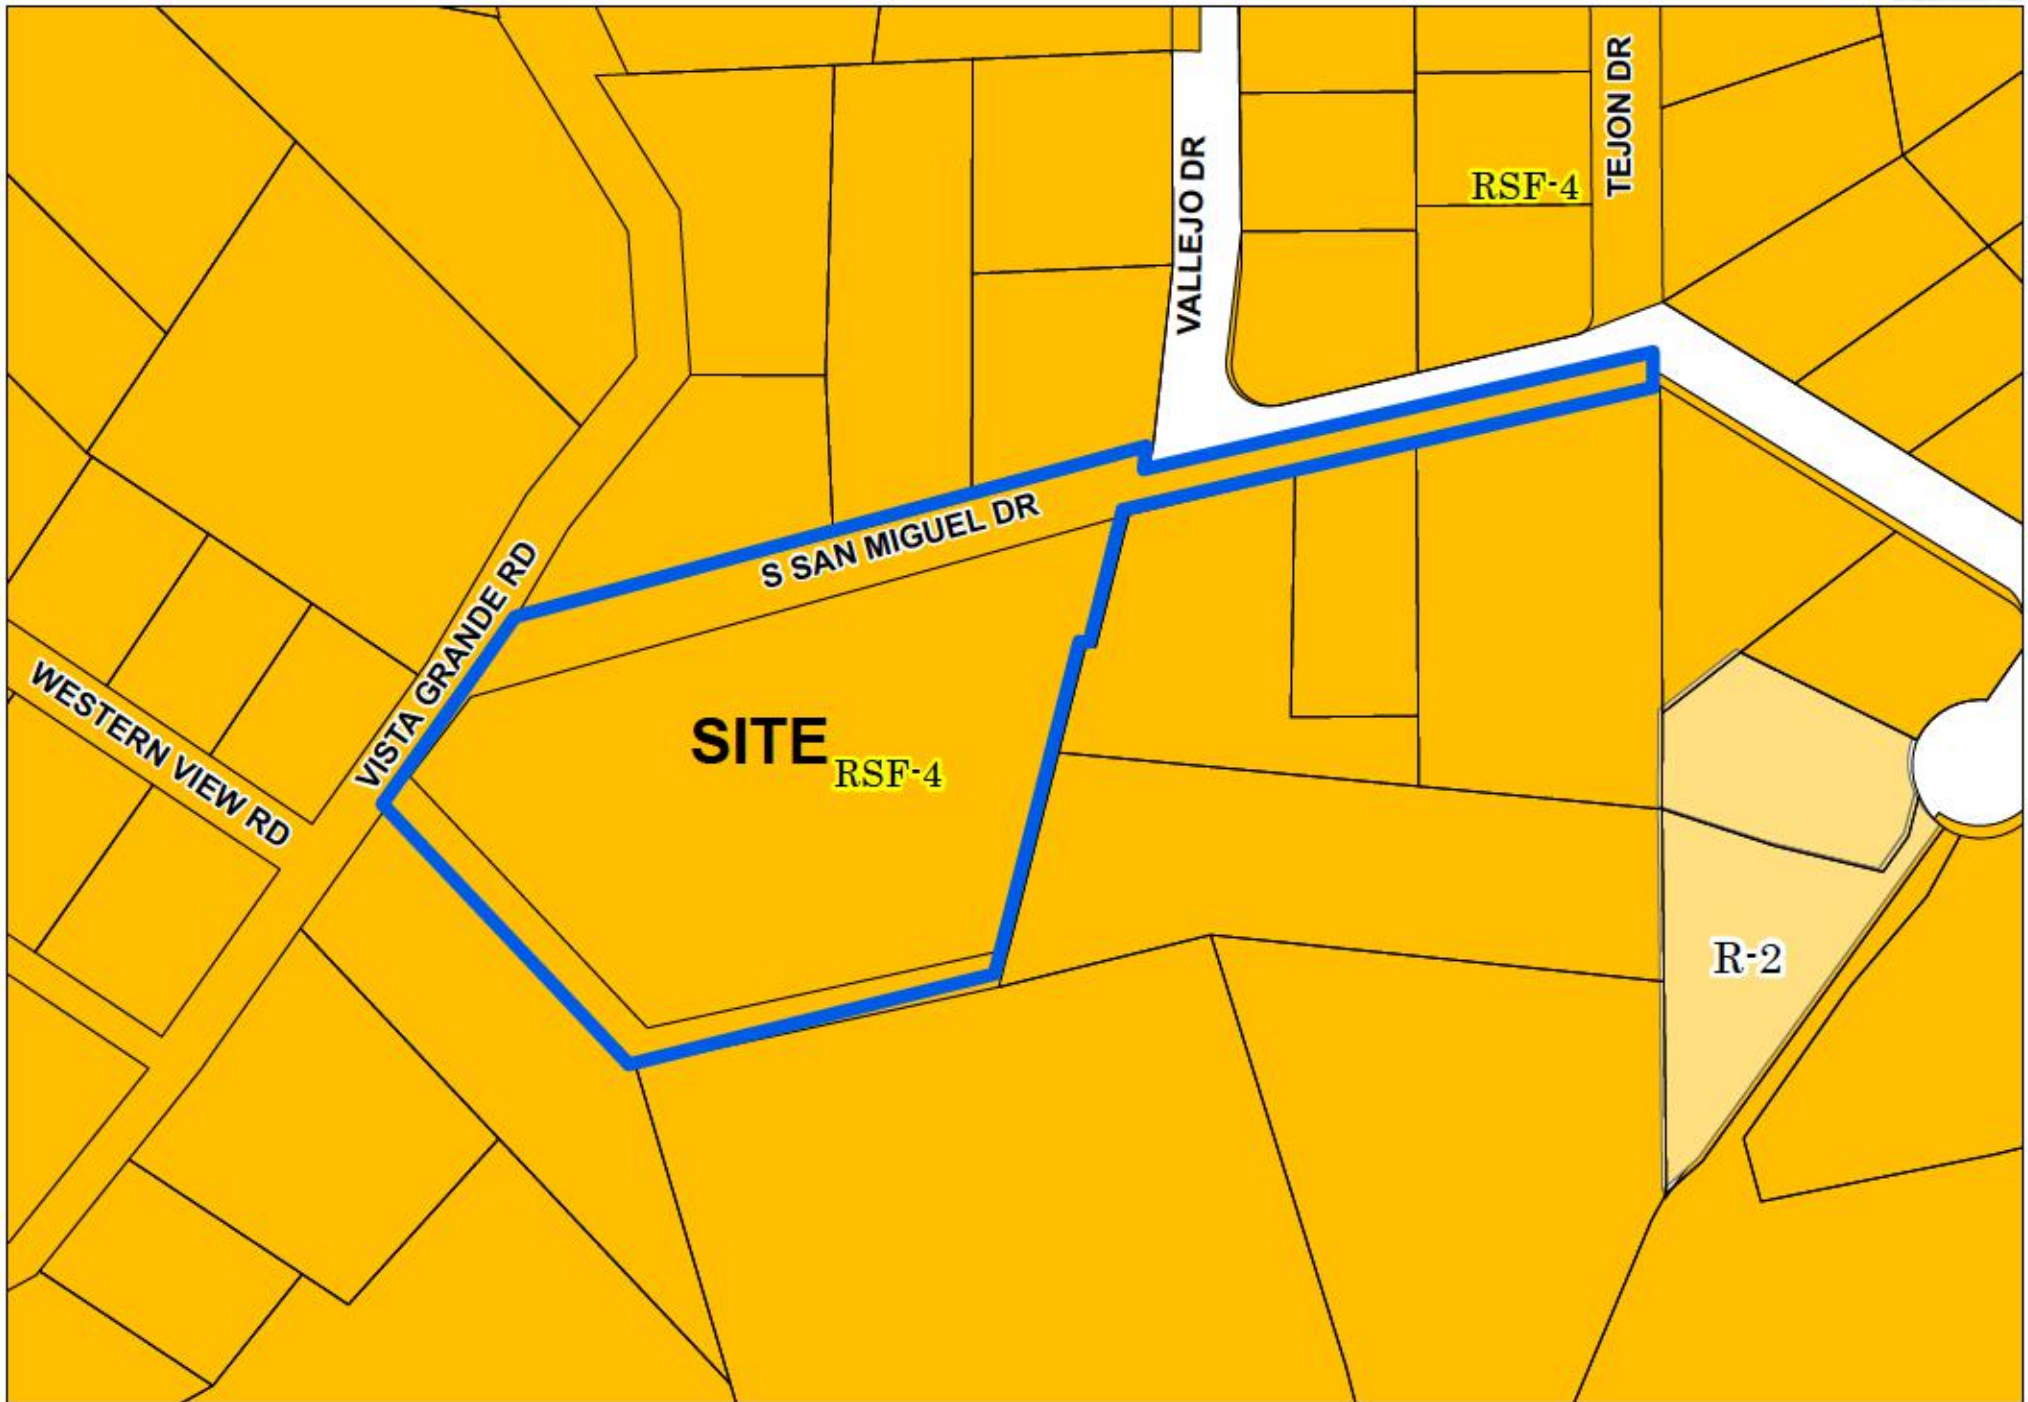 TEJON DR
VALLEJO DR
RSF-4
S SAN MIGUEL DR
VISTA GRANDE RD
WESTERN VIEW RD
SITE
RSF-4
R-2